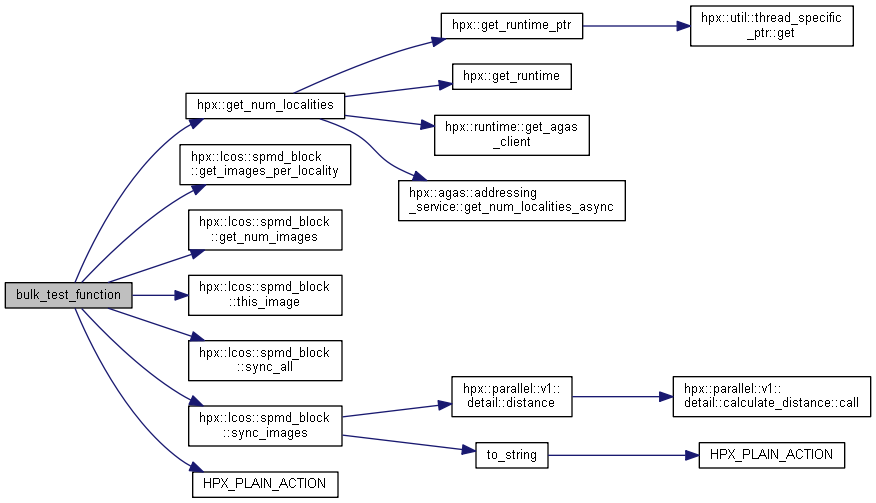 bulk_test_function
hpx::get_num_localities
hpx::get_runtime_ptr
hpx::util::thread_specific
_ptr::get
hpx::get_runtime
hpx::runtime::get_agas
_client
hpx::agas::addressing
_service::get_num_localities_async
hpx::lcos::spmd_block
::get_images_per_locality
hpx::lcos::spmd_block
::get_num_images
hpx::lcos::spmd_block
::this_image
hpx::lcos::spmd_block
::sync_all
hpx::lcos::spmd_block
::sync_images
hpx::parallel::v1::
detail::distance
hpx::parallel::v1::
detail::calculate_distance::call
to_string
HPX_PLAIN_ACTION
HPX_PLAIN_ACTION